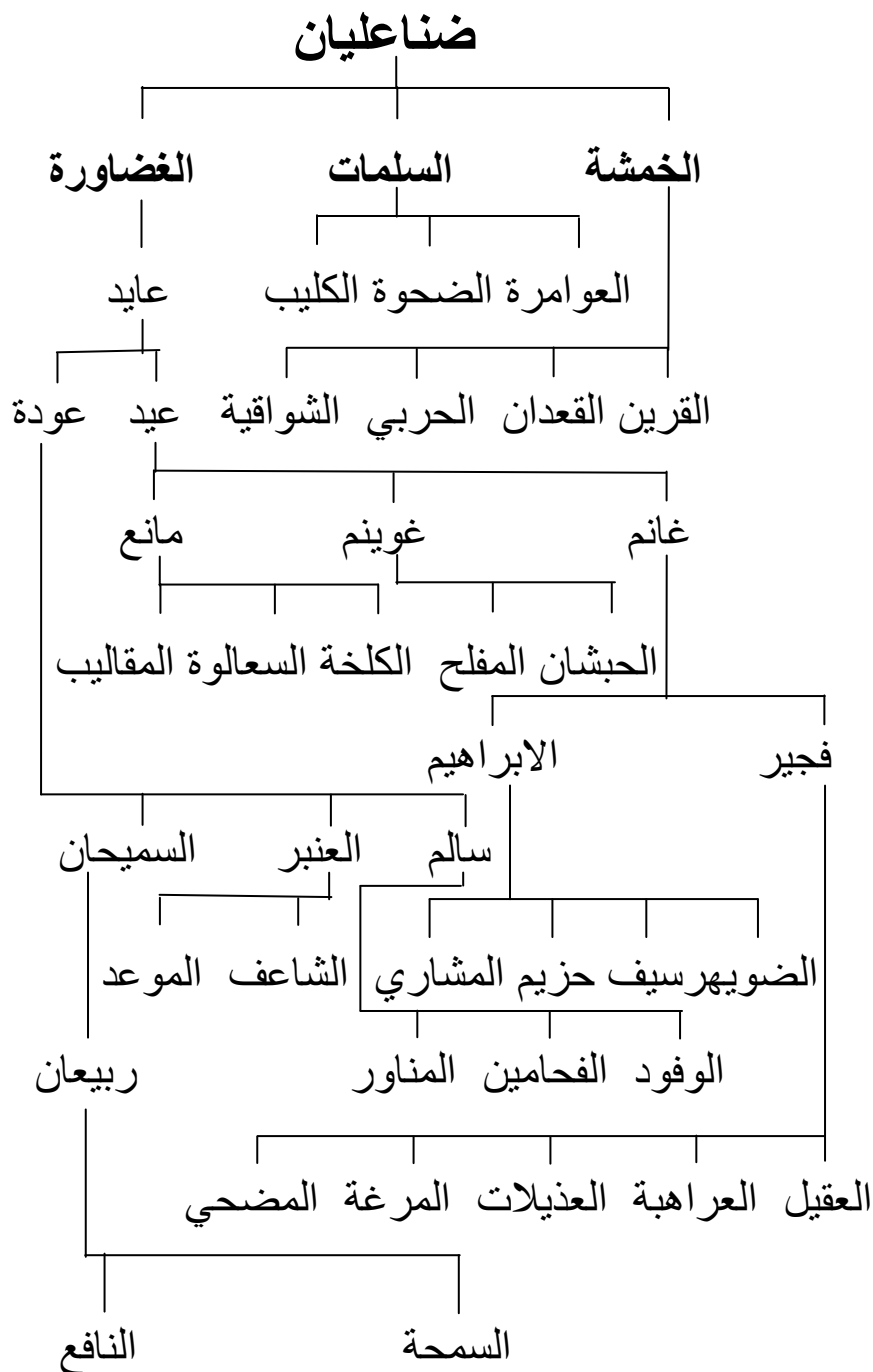 ضناعليان
الخمشة السلمات الغضاورة
العوامرة الضحوة الكليب عايد
القرين القعدان الحربي الشواقية عيد عودة
غانم غوينم مانع
الحبشان المفلح الكلخة السعالوة المقاليب
فجير الابراهيم
سالم العنبر السميحان
الضويهر سيف حزيم المشاري الشاعف الموعد
الوفود الفحامين المناور ربيعان
العقيل العراهبة العذيلات المرغة المضحي
السمحة النافع